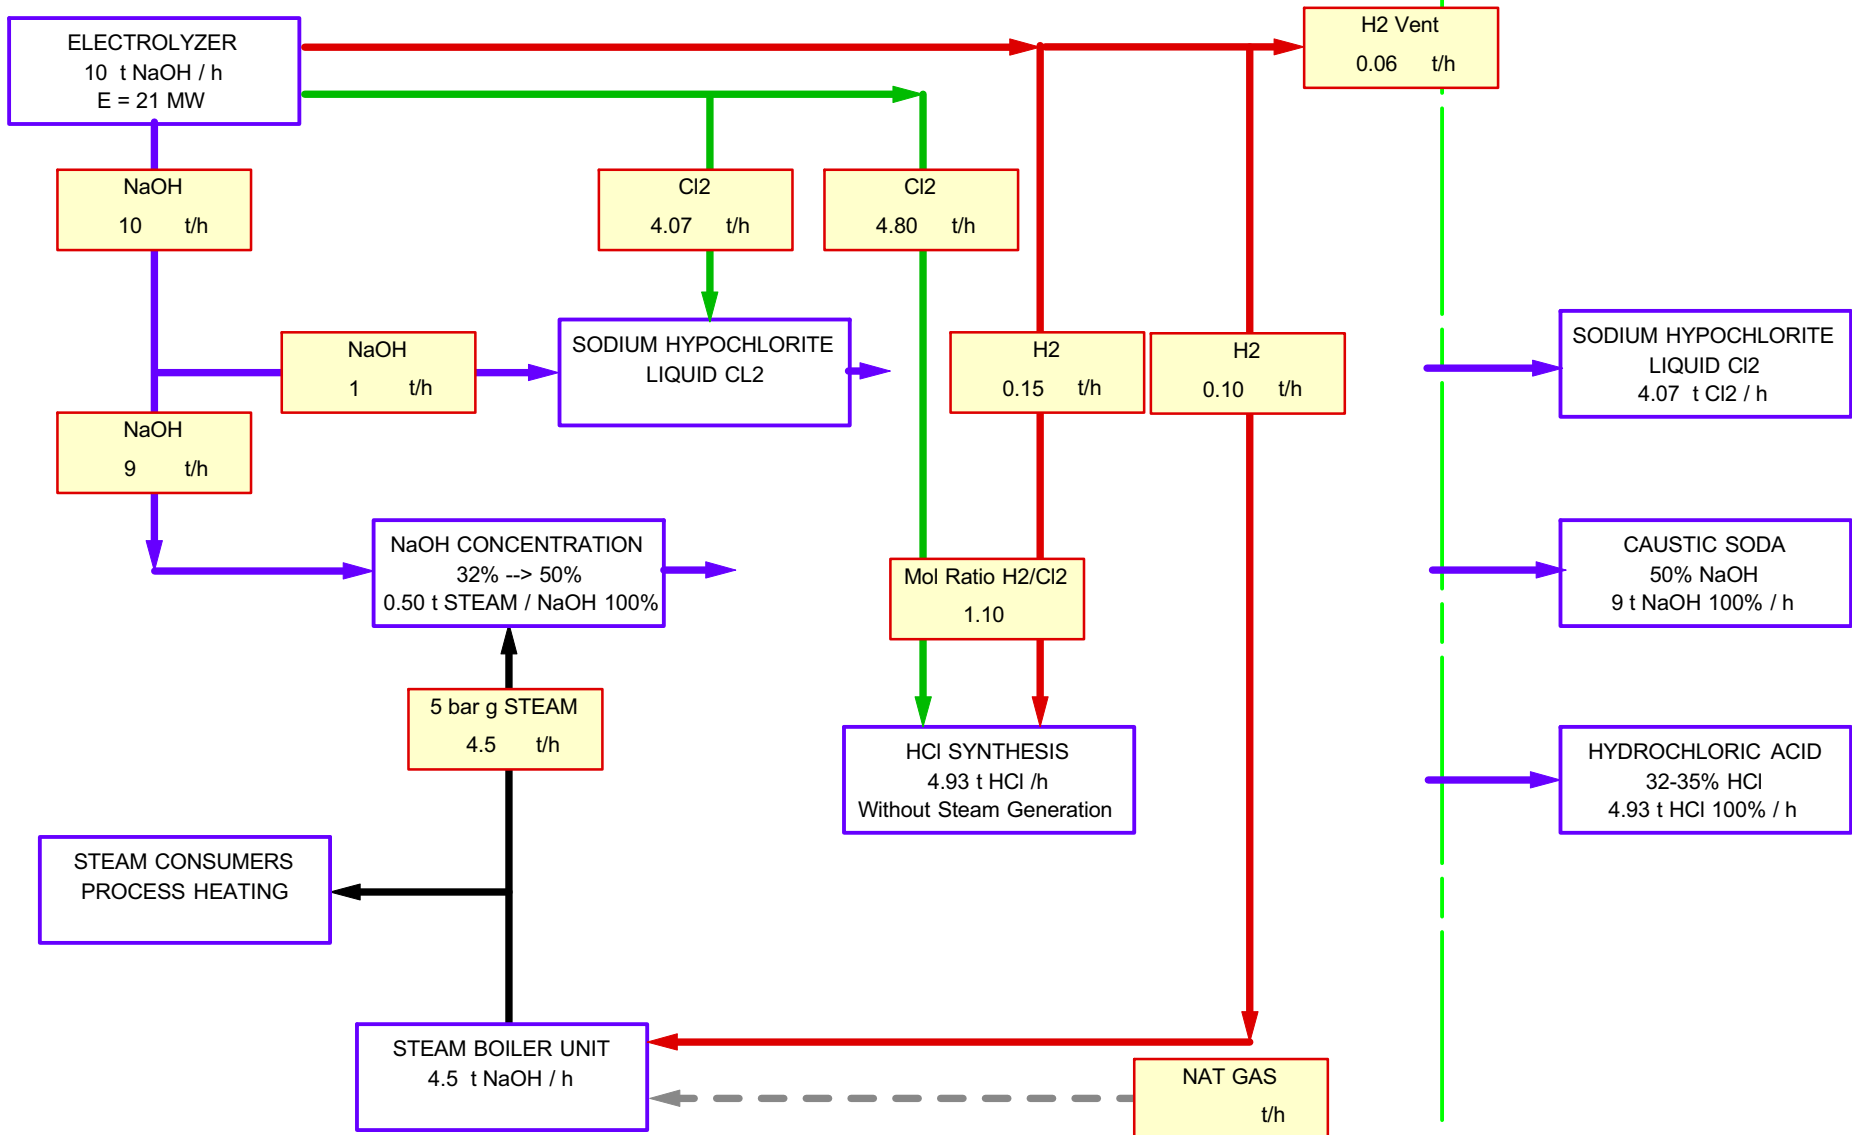 ELECTROLYZER
10 t NaOH / h
E = 21 MW
H2 Vent
0.06 t/h
NaOH
10 t/h
Cl2
4.07 t/h
Cl2
4.80 t/h
NaOH
1 t/h
SODIUM HYPOCHLORITE
LIQUID CL2
H2
0.15 t/h
H2
0.10 t/h
SODIUM HYPOCHLORITE
LIQUID Cl2
4.07 t Cl2 / h
NaOH
9 t/h
NaOH CONCENTRATION
32% --> 50%
0.50 t STEAM / NaOH 100%
Mol Ratio H2/Cl2
1.10
CAUSTIC SODA
50% NaOH
9 t NaOH 100% / h
5 bar g STEAM
4.5 t/h
HCl SYNTHESIS
4.93 t HCl /h
Without Steam Generation
HYDROCHLORIC ACID
32-35% HCl
4.93 t HCl 100% / h
STEAM CONSUMERS
PROCESS HEATING
STEAM BOILER UNIT
4.5 t NaOH / h
NAT GAS
t/h